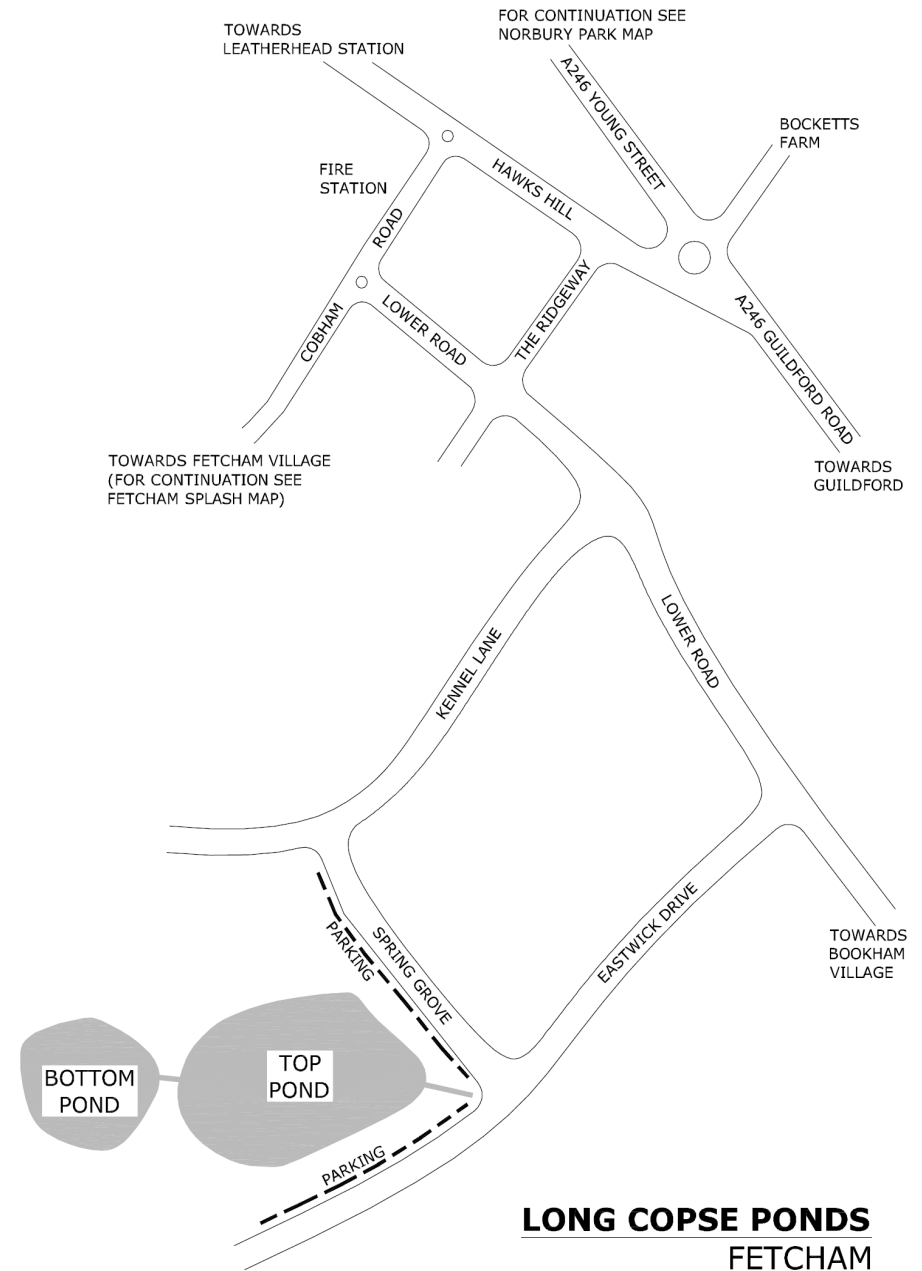 TOWARDS
LEATHERHEAD STATION
FOR CONTINUATION SEE
NORBURY PARK MAP
A246 YOUNG STREET
BOCKETTS
FARM
FIRE
STATION
HAWKS HILL
COBHAM
ROAD
LOWER ROAD
THE RIDGEWAY
A246 GUILDFORD ROAD
TOWARDS FETCHAM VILLAGE
(FOR CONTINUATION SEE
FETCHAM SPLASH MAP)
TOWARDS
GUILDFORD
KENNEL LANE
LOWER ROAD
PARKING
SPRING GROVE
EASTWICK DRIVE
TOWARDS
BOOKHAM
VILLAGE
BOTTOM
POND
TOP
POND
PARKING
LONG COPSE PONDS
FETCHAM